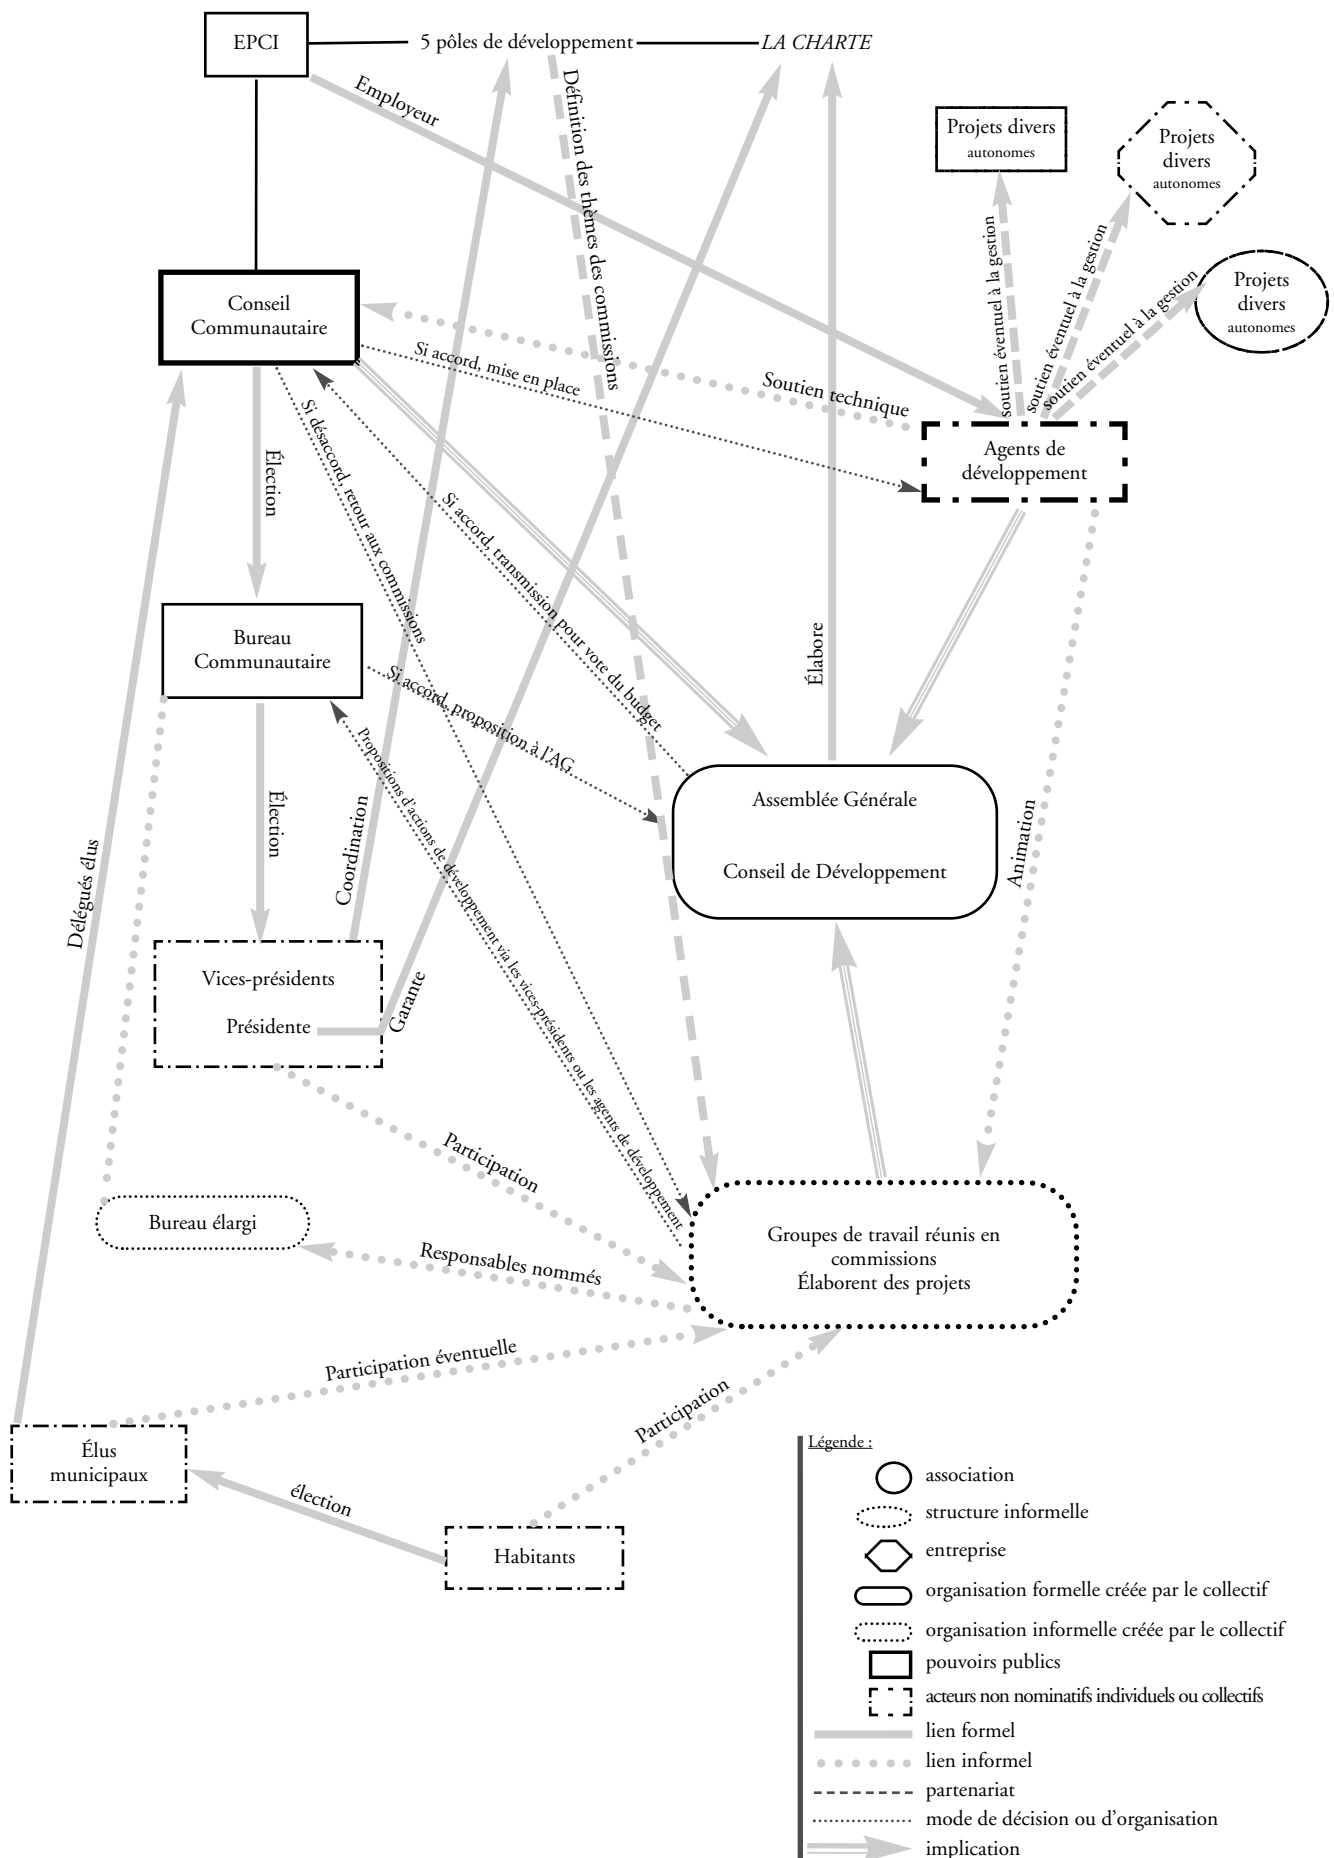 EPCI
5 pôles de développement
LA CHARTE
Employeur
Définition des thèmes des commissions
Projets divers
autonomes
Projets
divers
autonomes
Projets
divers
autonomes
soutien éventuel à la gestion
soutien éventuel à la gestion
soutien éventuel à la gestion
Conseil
Communautaire
Si accord, mise en place
Soutien technique
Agents de
développement
Élection
Si désaccord, retour aux commissions
Si accord, transmission pour vote du budget
Élabore
Bureau
Communautaire
Si accord, proposition à l'AG
Propositions d'actions de développement via les vices-présidents ou les agents de développement
Assemblée Générale
Conseil de Développement
Élection
Coordination
Animation
Délégués élus
Vices-présidents
Présidente
Garante
Participation
Bureau élargi
Responsables nommés
Groupes de travail réunis en
commissions
Élaborent des projets
Participation éventuelle
Participation
Élus
municipaux
élection
Habitants
Légende :
association
structure informelle
entreprise
organisation formelle créée par le collectif
organisation informelle créée par le collectif
pouvoirs publics
acteurs non nominatifs individuels ou collectifs
lien formel
lien informel
partenariat
mode de décision ou d'organisation
implication